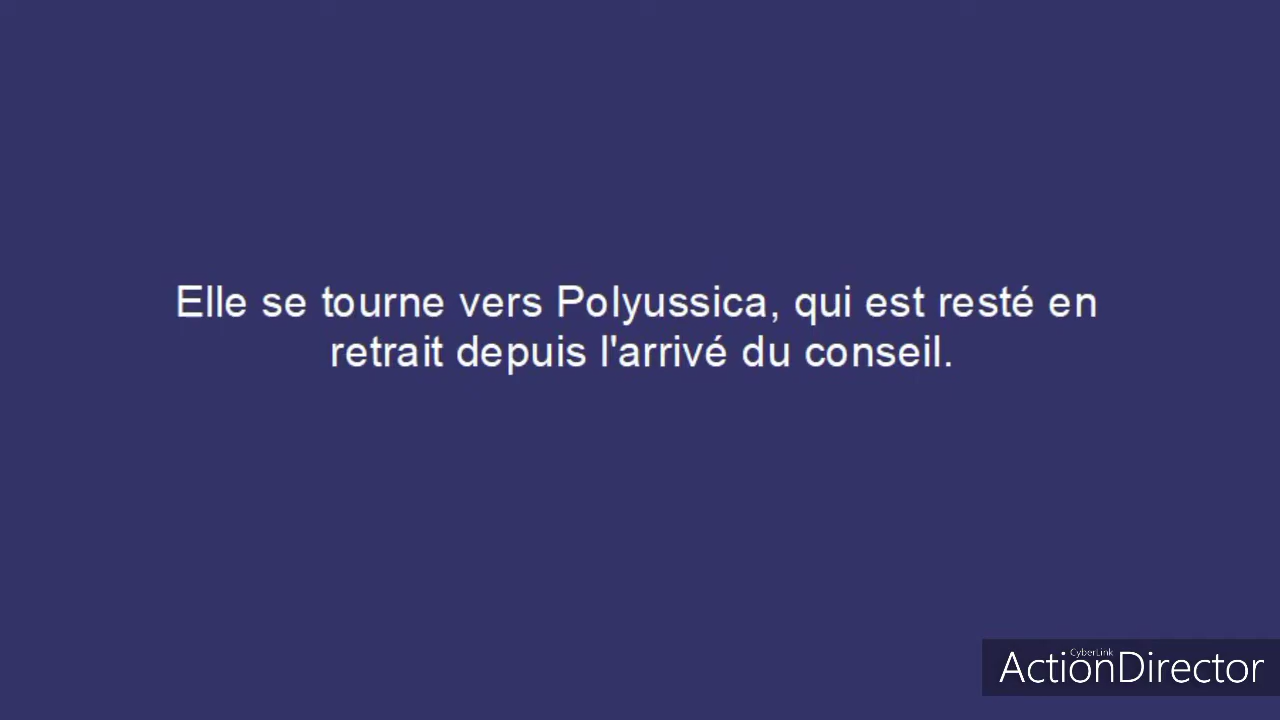 Elle se tourne vers Polyussica, qui est resté en
retrait depuis l'arrivé du conseil.
CyberLink
ActionDirector